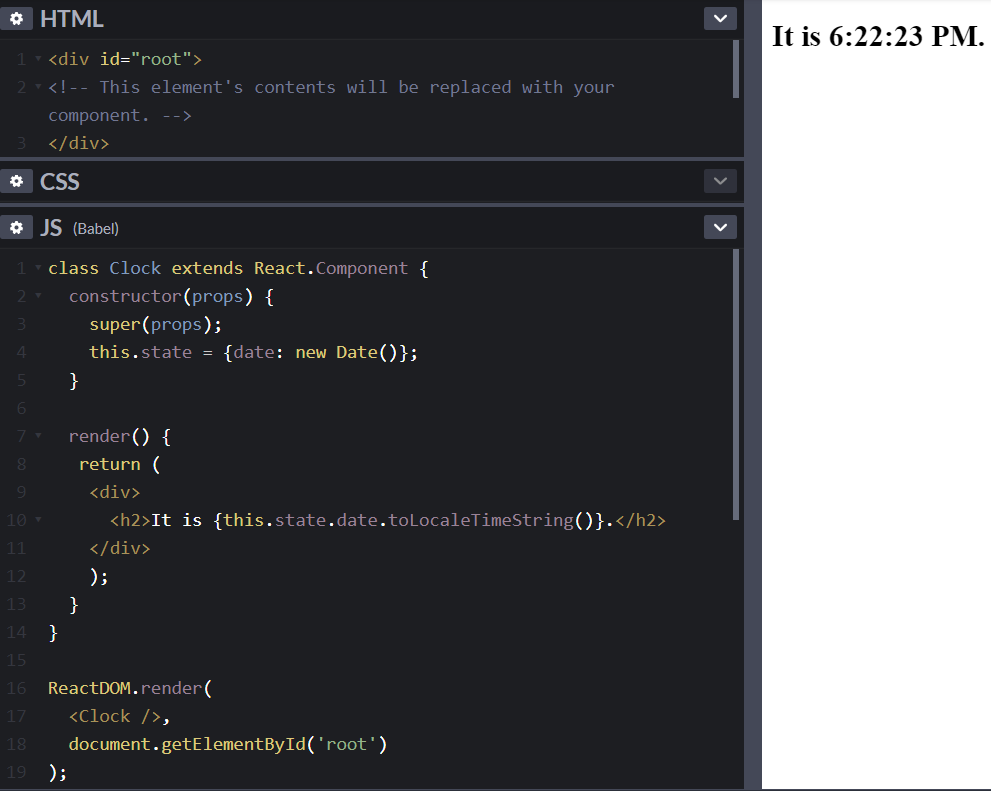 HTML
1 <div id="root">
2 <!-- This element's contents will be replaced with your
component. -->
3 </div>
CSS
JS (Babel)
1 class Clock extends React.Component {
2   constructor(props) {
3     super(props);
4     this.state = {date: new Date()};
5   }
6
7   render() {
8    return (
9     <div>
10       <h2>It is {this.state.date.toLocaleTimeString()}.</h2>
11     </div>
12     );
13   }
14 }
15
16 ReactDOM.render(
17   <Clock />,
18   document.getElementById('root')
19 );
It is 6:22:23 PM.